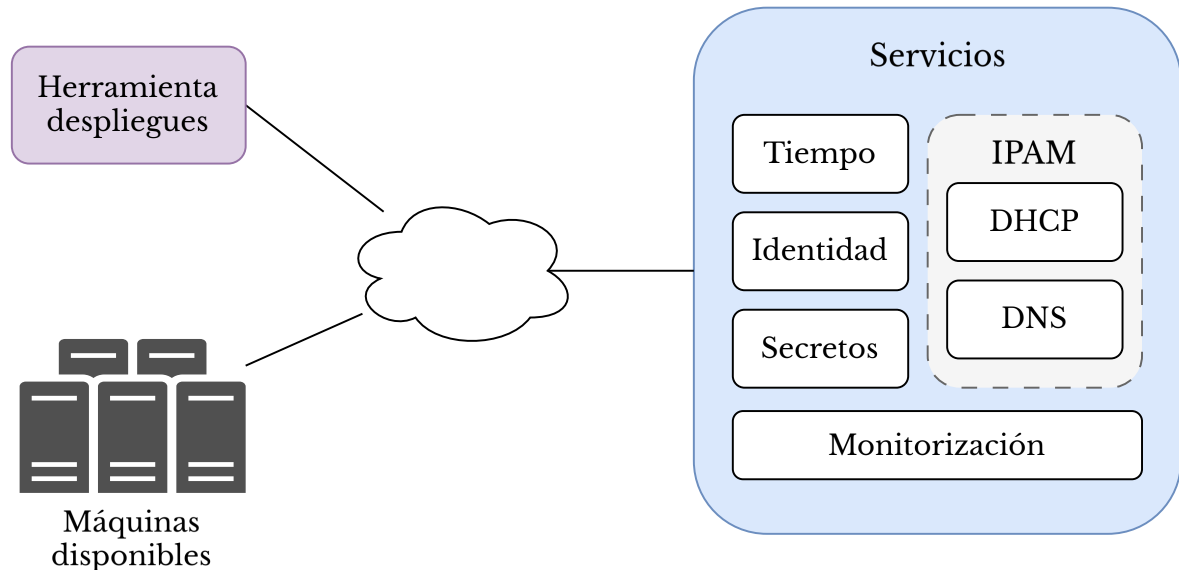 Herramienta
despliegues
Máquinas
disponibles
Servicios
Tiempo
Identidad
Secretos
IPAM
DHCP
DNS
Monitorización